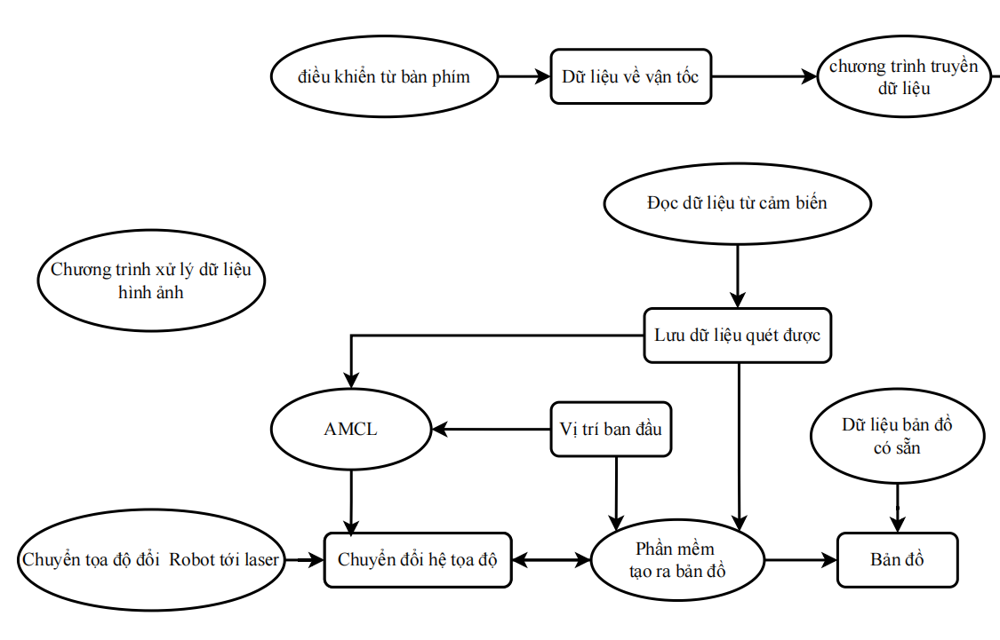 điều khiển từ bàn phím
Dữ liệu về vận tốc
chương trình truyền
dữ liệu
Đọc dữ liệu từ cảm biến
Chương trình xử lý dữ liệu
hình ảnh
Lưu dữ liệu quét được
AMCL
Vị trí ban đầu
Dữ liệu bản đồ
có sẵn
Chuyển tọa độ đổi Robot tới laser
Chuyển đổi hệ tọa độ
Phần mềm
tạo ra bản đồ
Bản đồ